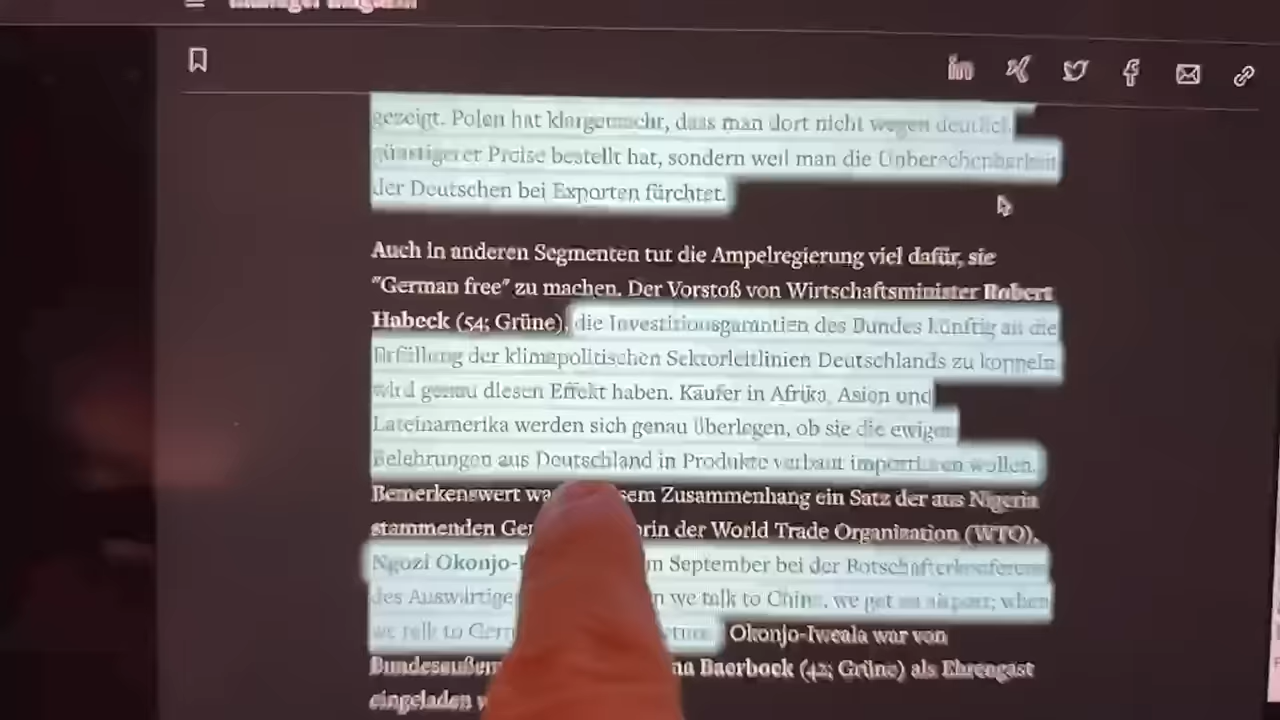 manager magazin
in
gezeigt. Polen hat klargemacht, dass man dort nicht wegen deutlich
günstigerer Preise bestellt hat, sondern weil man die Unberechenbarkeit
der Deutschen bei Exporten fürchtet.
Auch in anderen Segmenten tut die Ampelregierung viel dafür, sie
"German free" zu machen. Der Vorstoß von Wirtschaftsminister Robert
Habeck (54; Grüne), die Investitionsgarantien des Bundes künftig an die
Erfüllung der klimapolitischen Sektorleitlinien Deutschlands zu koppeln
wird genau diesen Effekt haben. Käufer in Afrika, Asien und
Lateinamerika werden sich genau überlegen, ob sie die ewigen
Belehrungen aus Deutschland in Produkte verbaut importieren wollen.
Bemerkenswert Zusammenhang ein Satz der aus Nigeria
stammenden der World Trade Organization (WTO),
Ngozi September bei der Botschafterkonferenz
des we talk to China, we get an airport; when
we talk to Okonjo-Iweala war von
Baerbock (42; Grüne) als Ehrengast
eingeladen